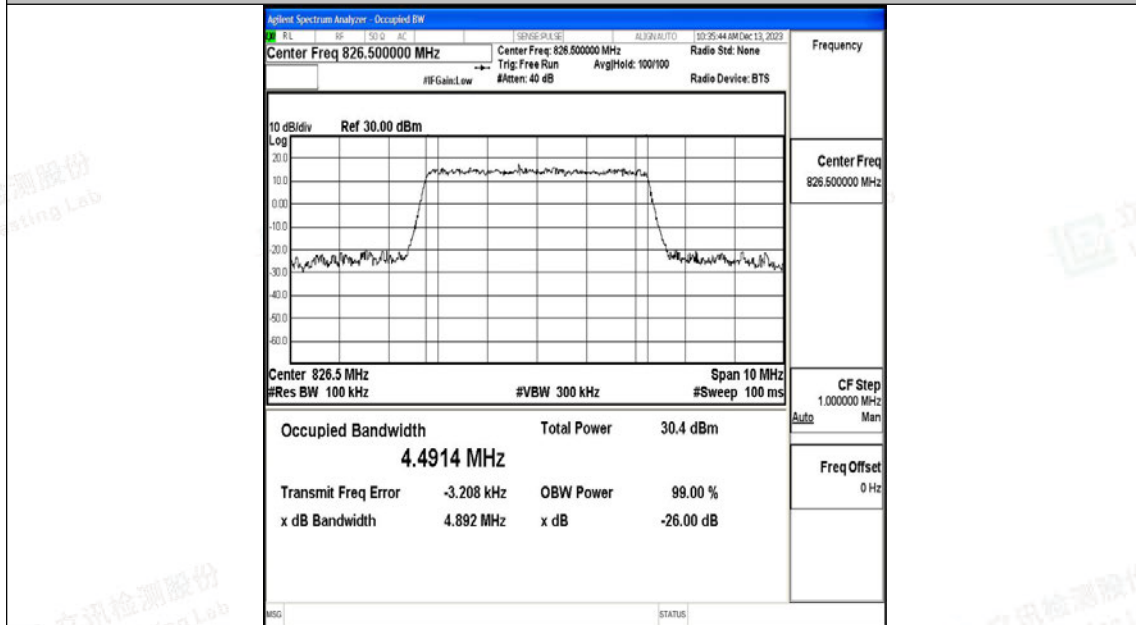 Agilent Spectrum Analyzer - Occupied BW
RL RF 50 Ω AC SENSE:PULSE ALIGNAUTO 10:35:44 AM Dec 13, 2023
Center Freq 826.500000 MHz
Center Freq: 826.500000 MHz Radio Std: None
Trig: Free Run Avg|Hold: 100/100
#IFGain:Low #Atten: 40 dB Radio Device: BTS
Frequency
10 dB/div Ref 30.00 dBm
Log
20.0
10.0
0.00
-10.0
-20.0
-30.0
-40.0
-50.0
-60.0
Center Freq
826.500000 MHz
Center 826.5 MHz Span 10 MHz
#Res BW 100 kHz #VBW 300 kHz #Sweep 100 ms
CF Step
1.000000 MHz
Auto Man
Occupied Bandwidth Total Power 30.4 dBm
4.4914 MHz
Freq Offset
0 Hz
Transmit Freq Error -3.208 kHz OBW Power 99.00 %
x dB Bandwidth 4.892 MHz x dB -26.00 dB
MSG STATUS